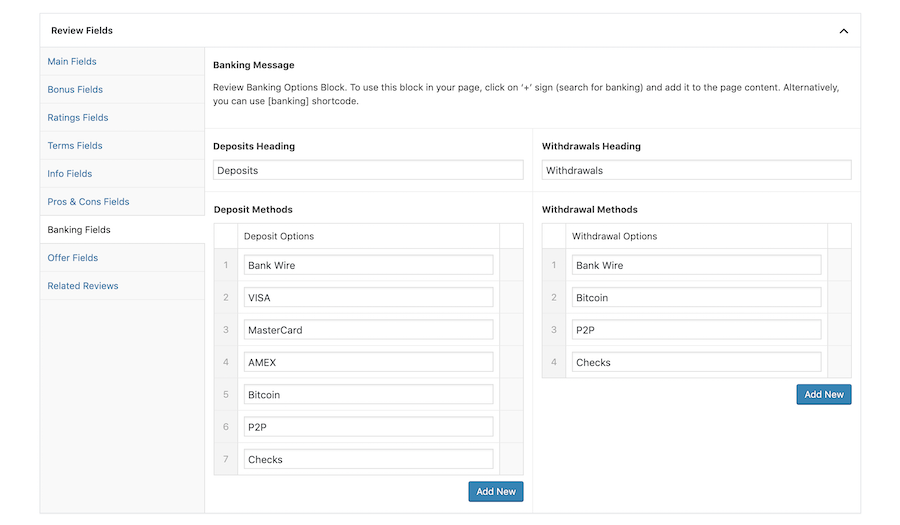 Review Fields
Main Fields
Bonus Fields
Ratings Fields
Terms Fields
Info Fields
Pros & Cons Fields
Banking Fields
Offer Fields
Related Reviews
Banking Message
Review Banking Options Block. To use this block in your page, click on ‘+’ sign (search for banking) and add it to the page content. Alternatively,
you can use [banking] shortcode.
Deposits Heading
Deposits
Withdrawals Heading
Withdrawals
Deposit Methods
Deposit Options
1 Bank Wire
2 VISA
3 MasterCard
4 AMEX
5 Bitcoin
6 P2P
7 Checks
Add New
Withdrawal Methods
Withdrawal Options
1 Bank Wire
2 Bitcoin
3 P2P
4 Checks
Add New